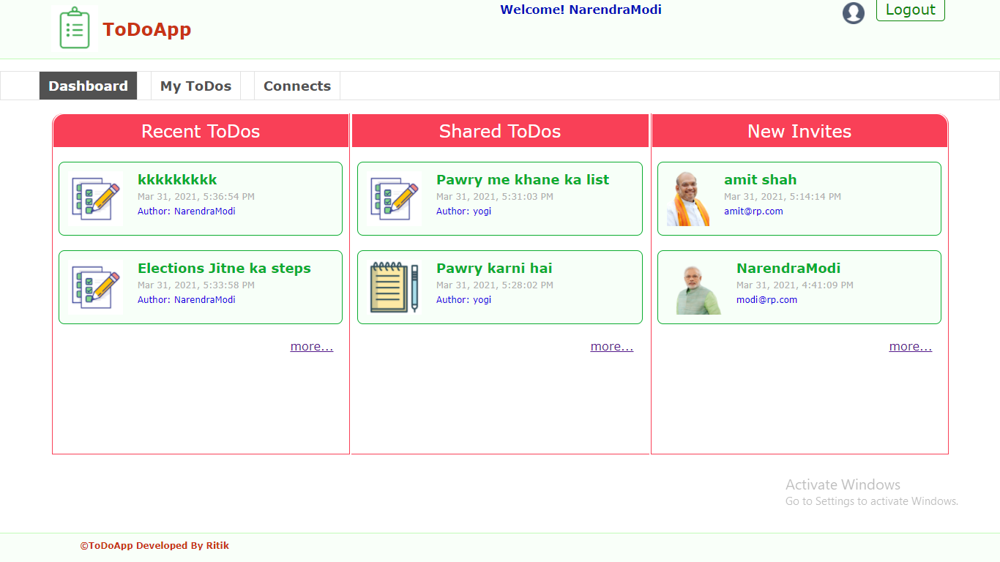 Welcome! NarendraModi
Logout
ToDoApp
Dashboard
My ToDos
Connects
Recent ToDos
kkkkkkkkk
Mar 31, 2021, 5:36:54 PM
Author: NarendraModi
Elections Jitne ka steps
Mar 31, 2021, 5:33:58 PM
Author: NarendraModi
more...
Shared ToDos
Pawry me khane ka list
Mar 31, 2021, 5:31:03 PM
Author: yogi
Pawry karni hai
Mar 31, 2021, 5:28:02 PM
Author: yogi
more...
New Invites
amit shah
Mar 31, 2021, 5:14:14 PM
amit@rp.com
NarendraModi
Mar 31, 2021, 4:41:09 PM
modi@rp.com
more...
Activate Windows
Go to Settings to activate Windows.
©ToDoApp Developed By Ritik